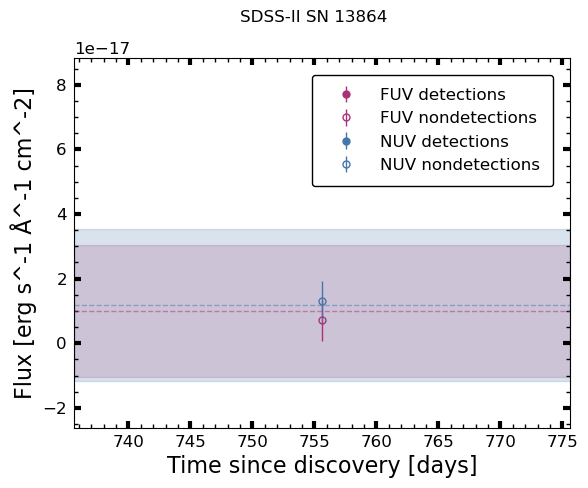 SDSS-II SN 13864
1e−17
FUV detections
FUV nondetections
NUV detections
NUV nondetections
8
6
4
2
0
−2
Flux [erg s^-1 Å^-1 cm^-2]
740 745 750 755 760 765 770 775
Time since discovery [days]